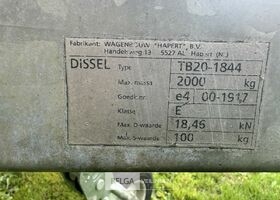 Fabrikant: WAGENBOUW "HAPERT" B.V.
Handelsweg 13 5527 AL Hapert (N.)
DiSSEL Type TB20-1844
Max. massa 2000 kg
Goedk.nr. e4 00-1917
Klasse E
Max. D-waarde 18,46 kN
Max. S-waarde 100 kg